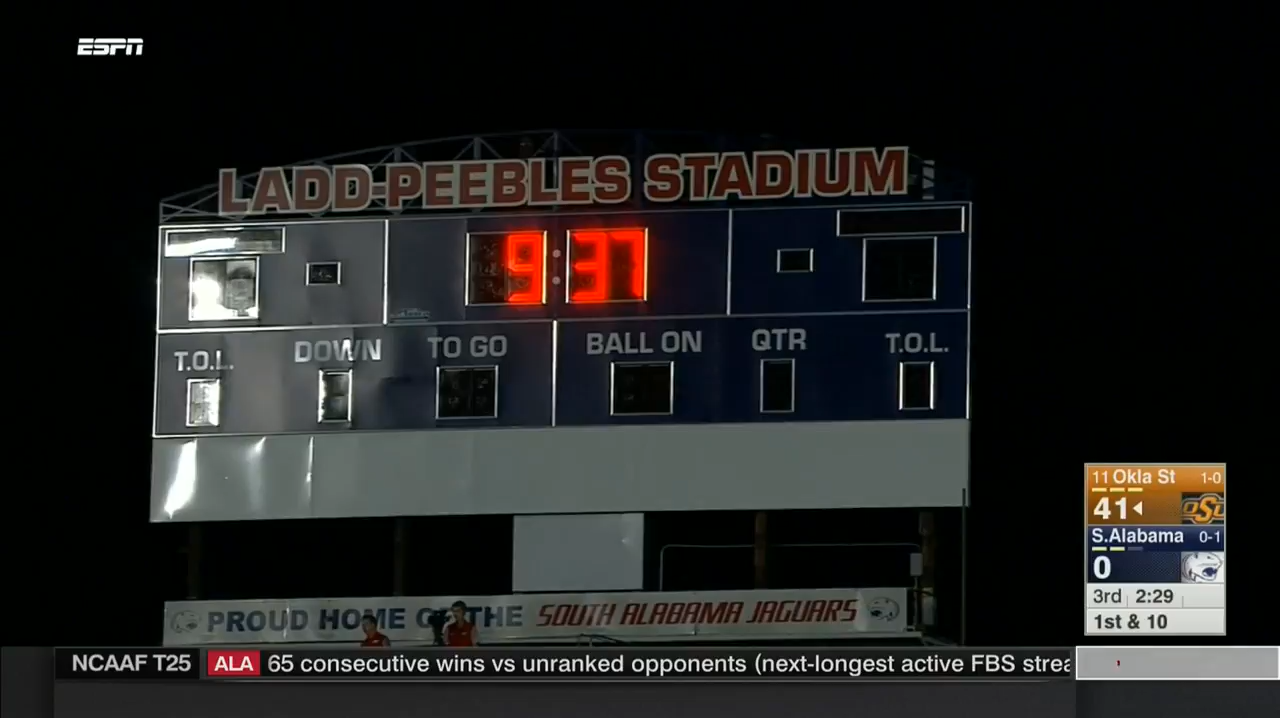 ESPN
LADD-PEEBLES STADIUM
9:37
T.O.L. DOWN TO GO BALL ON QTR T.O.L.
11 Okla St 1-0
41
S.Alabama 0-1
0
3rd 2:29
1st & 10
PROUD HOME OF THE SOUTH ALABAMA JAGUARS
NCAAF T25 ALA 65 consecutive wins vs unranked opponents (next-longest active FBS strea